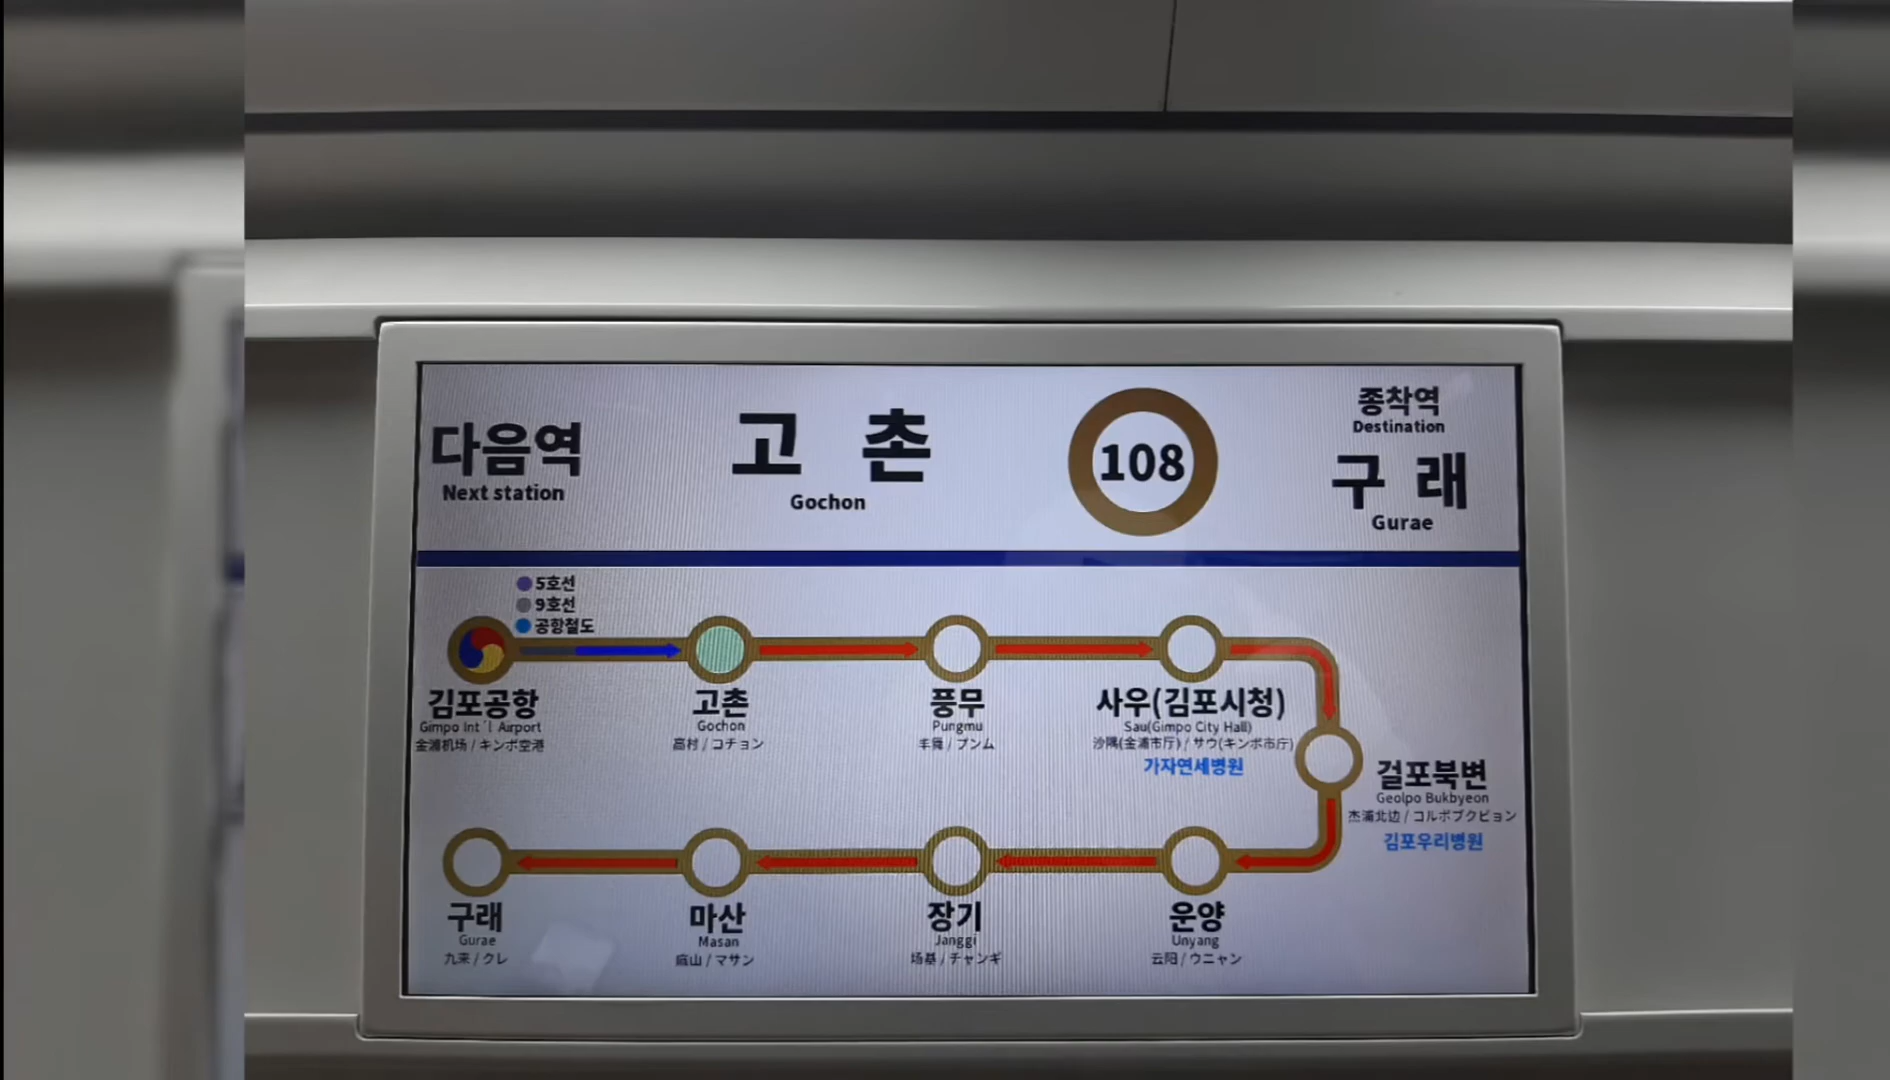 다음역
Next station
고 촌
Gochon
108
종착역
Destination
구 래
Gurae
5호선
9호선
공항철도
김포공항
Gimpo Int'l Airport
金浦机场 / キンポ空港
고촌
Gochon
高村 / コチョン
풍무
Pungmu
丰舞 / プンム
사우(김포시청)
Sau(Gimpo City Hall)
沙隅(金浦市厅) / サウ(キンポ市庁)
가자연세병원
걸포북변
Geolpo Bukbyeon
杰浦北边 / コルポブクピョン
김포우리병원
구래
Gurae
九来 / クレ
마산
Masan
麻山 / マサン
장기
Janggi
场基 / チャンギ
운양
Unyang
云阳 / ウニャン